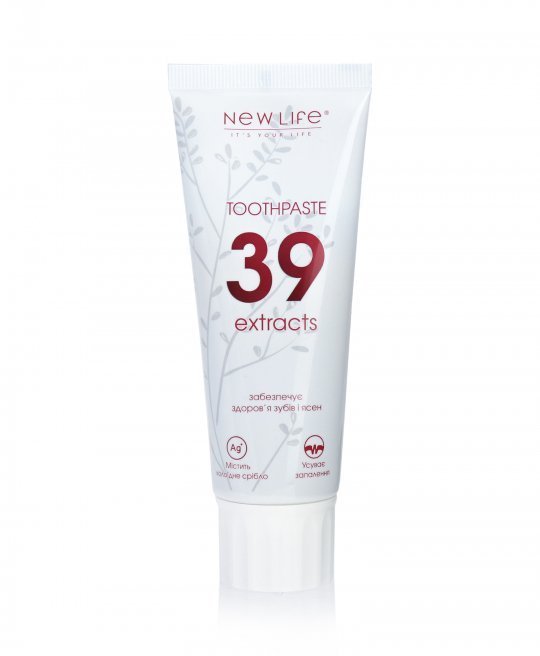 NEW LIFE®
IT'S YOUR LIFE
TOOTHPASTE
39
extracts
забезпечує
здоров'я зубів і ясен
Ag+
Містить
колоїдне срібло
Усуває
запалення